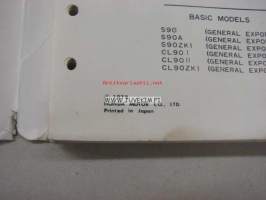 BASIC MODELS
S90 (GENERAL EXPO
S90A (GENERAL EXPO
S90ZK1 (GENERAL EXPO
CL90 I (GENERAL EXPO
CL90 II (GENERAL EXPO
CL90ZK1 (GENERAL EXPO
HONDA MOTOR CO., LTD.
Printed in Japan